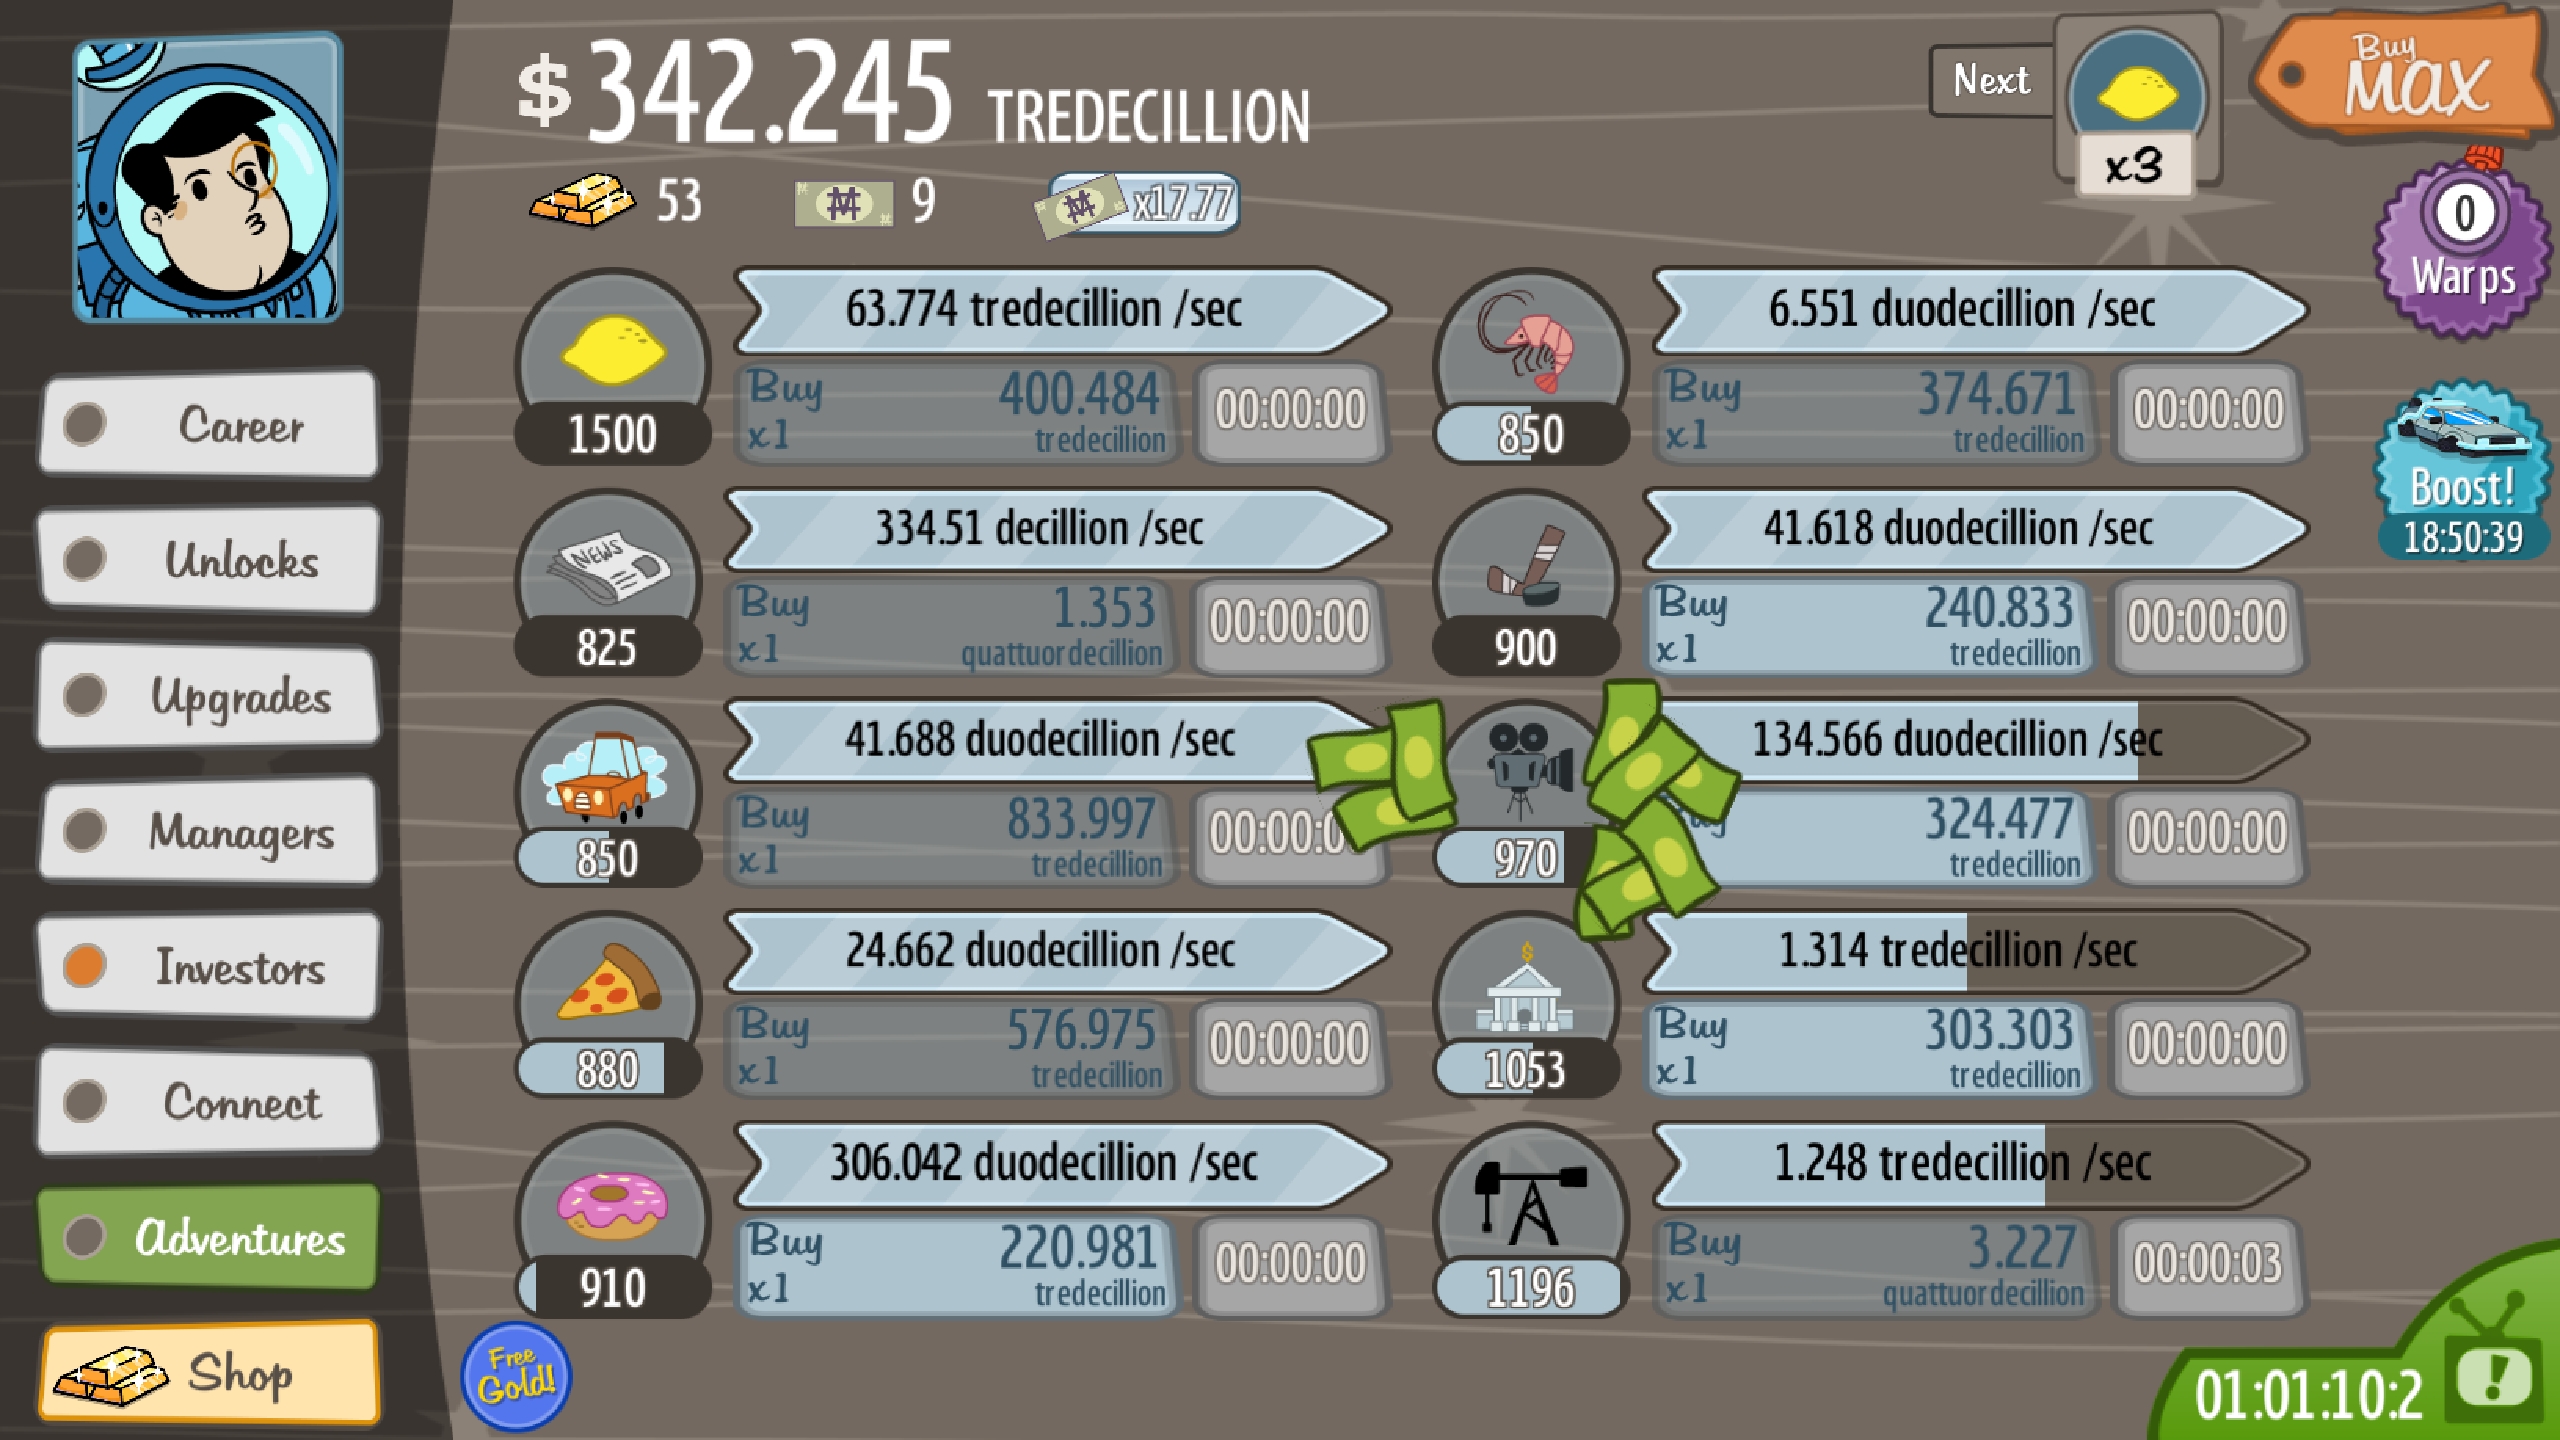 $ 342.245 TREDECILLION
53
9
x17.77
Next
x3
Buy
MAX
0
Warps
Boost!
18:50:39
Career
Unlocks
Upgrades
Managers
Investors
Connect
Adventures
Shop
63.774 tredecillion /sec
1500
Buy 400.484
x1 tredecillion
00:00:00
NEWS
334.51 decillion /sec
825
Buy 1.353
x1 quattuordecillion
00:00:00
41.688 duodecillion /sec
850
Buy 833.997
x1 tredecillion
24.662 duodecillion /sec
880
Buy 576.975
x1 tredecillion
00:00:00
306.042 duodecillion /sec
910
Buy 220.981
x1 tredecillion
00:00:00
6.551 duodecillion /sec
850
Buy 374.671
x1 tredecillion
00:00:00
41.618 duodecillion /sec
900
Buy 240.833
x1 tredecillion
00:00:00
134.566 duodecillion /sec
970
324.477
tredecillion
00:00:00
$
1.314 tredecillion /sec
1053
Buy 303.303
x1 tredecillion
00:00:00
1.248 tredecillion /sec
1196
Buy 3.227
x1 quattuordecillion
00:00:03
Free
Gold!
01:01:10:2
!